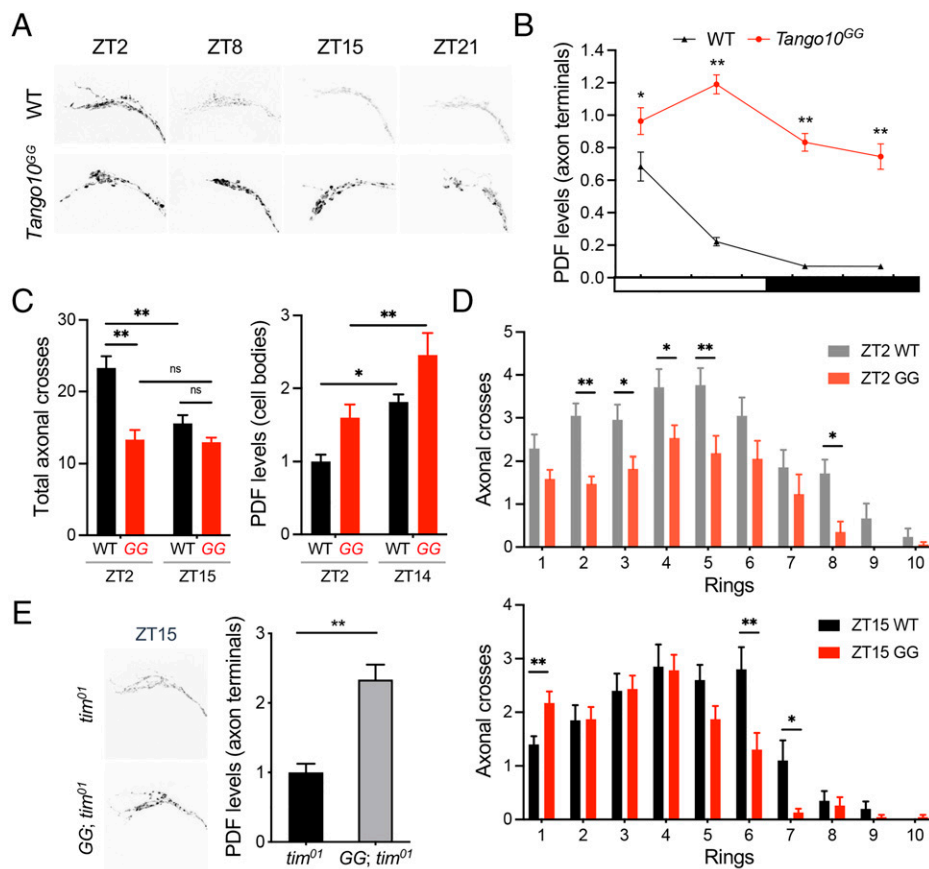 A
ZT2 ZT8 ZT15 ZT21
WT
Tango10GG
B
WT Tango10GG
PDF levels (axon terminals)
1.4
1.2
1.0
0.8
0.6
0.4
0.2
0.0
* ** ** **
C
Total axonal crosses
30
20
10
0
**
**
ns
ns
WT GG WT GG
ZT2 ZT15
PDF levels (cell bodies)
3
2
1
0
**
*
WT GG WT GG
ZT2 ZT14
D
Axonal crosses
5
4
3
2
1
0
** * * ** *
ZT2 WT
ZT2 GG
1 2 3 4 5 6 7 8 9 10
Rings
Axonal crosses
4
3
2
1
0
** ** *
ZT15 WT
ZT15 GG
1 2 3 4 5 6 7 8 9 10
Rings
E
ZT15
tim01
GG; tim01
PDF levels (axon terminals)
3
2
1
0
**
tim01 GG; tim01